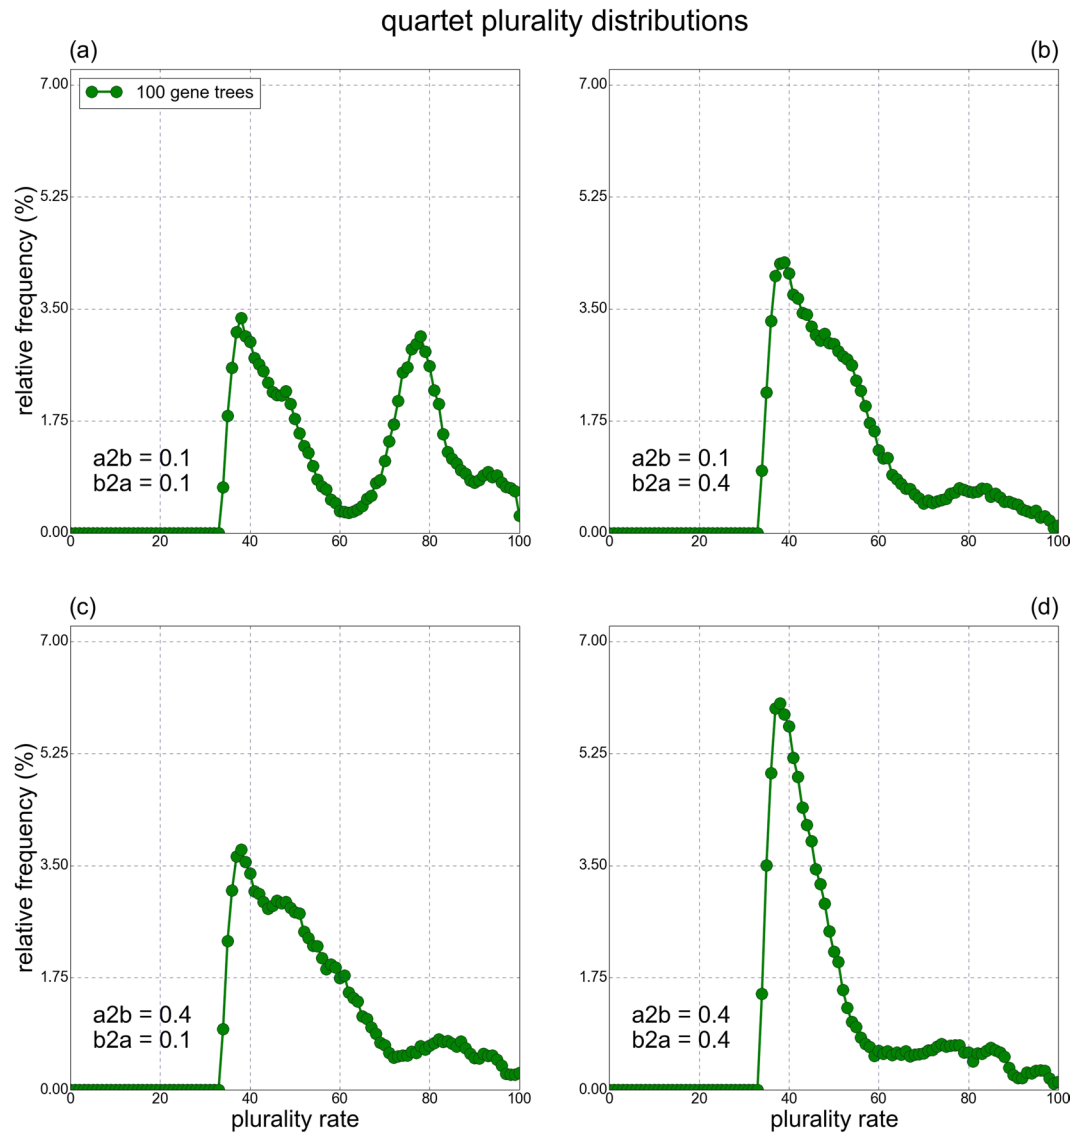 quartet plurality distributions
(a)
(b)
7.00
5.25
3.50
1.75
0.00
100 gene trees
relative frequency (%)
a2b = 0.1
b2a = 0.1
0 20 40 60 80 100
7.00
5.25
3.50
1.75
0.00
a2b = 0.1
b2a = 0.4
0 20 40 60 80 100
(c)
(d)
7.00
5.25
3.50
1.75
0.00
relative frequency (%)
a2b = 0.4
b2a = 0.1
0 20 40 60 80 100
plurality rate
7.00
5.25
3.50
1.75
0.00
a2b = 0.4
b2a = 0.4
0 20 40 60 80 100
plurality rate